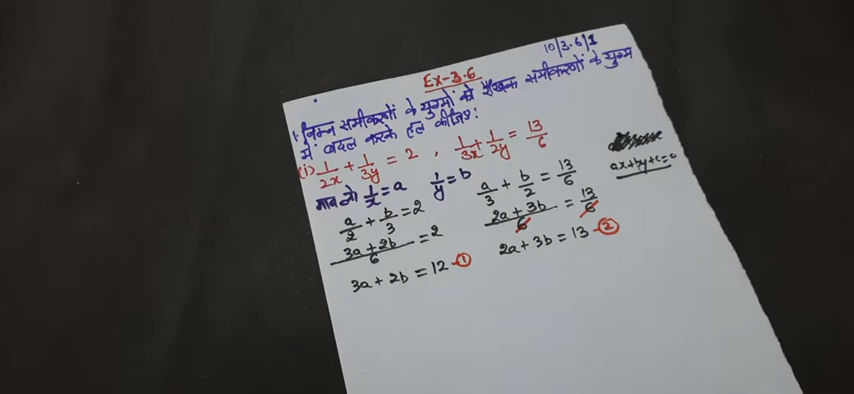 10/3.6/1
Ex-3.6
1. निम्न समीकरणों के युग्मों को रैखिक समीकरणों के युग्म
में बदल करके हल कीजिए:
(i) 1/2x + 1/3y = 2 , 1/3x + 1/2y = 13/6
मान लो 1/x = a 1/y = b
ax+by+c=0
a/2 + b/3 = 2
a/3 + b/2 = 13/6
3a + 2b/6 = 2
2a + 3b/6 = 13/6
3a + 2b = 12 -①
2a + 3b = 13 -②